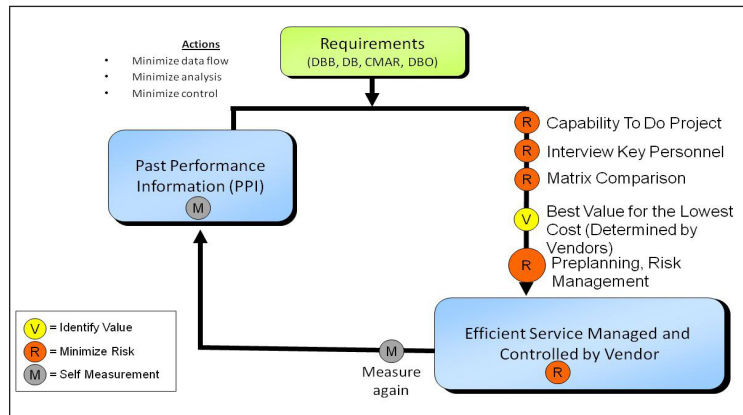 Actions
• Minimize data flow
• Minimize analysis
• Minimize control
Requirements
(DBB, DB, CMAR, DBO)
Past Performance
Information (PPI)
M
R Capability To Do Project
R Interview Key Personnel
R Matrix Comparison
V Best Value for the Lowest
Cost (Determined by
Vendors)
R Preplanning, Risk
Management
Efficient Service Managed and
Controlled by Vendor
R
M
Measure
again
V = Identify Value
R = Minimize Risk
M = Self Measurement